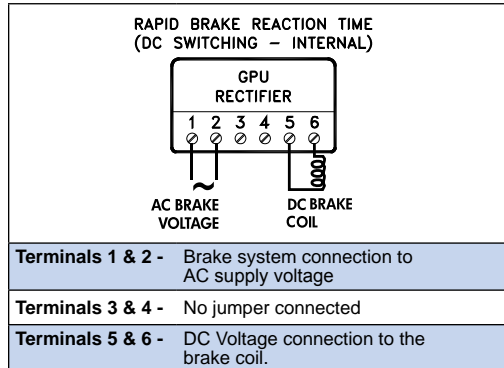 RAPID BRAKE REACTION TIME
(DC SWITCHING – INTERNAL)
GPU
RECTIFIER
1 2 3 4 5 6
~
AC BRAKE
VOLTAGE
DC BRAKE
COIL
Terminals 1 & 2 - Brake system connection to
AC supply voltage
Terminals 3 & 4 - No jumper connected
Terminals 5 & 6 - DC Voltage connection to the
brake coil.